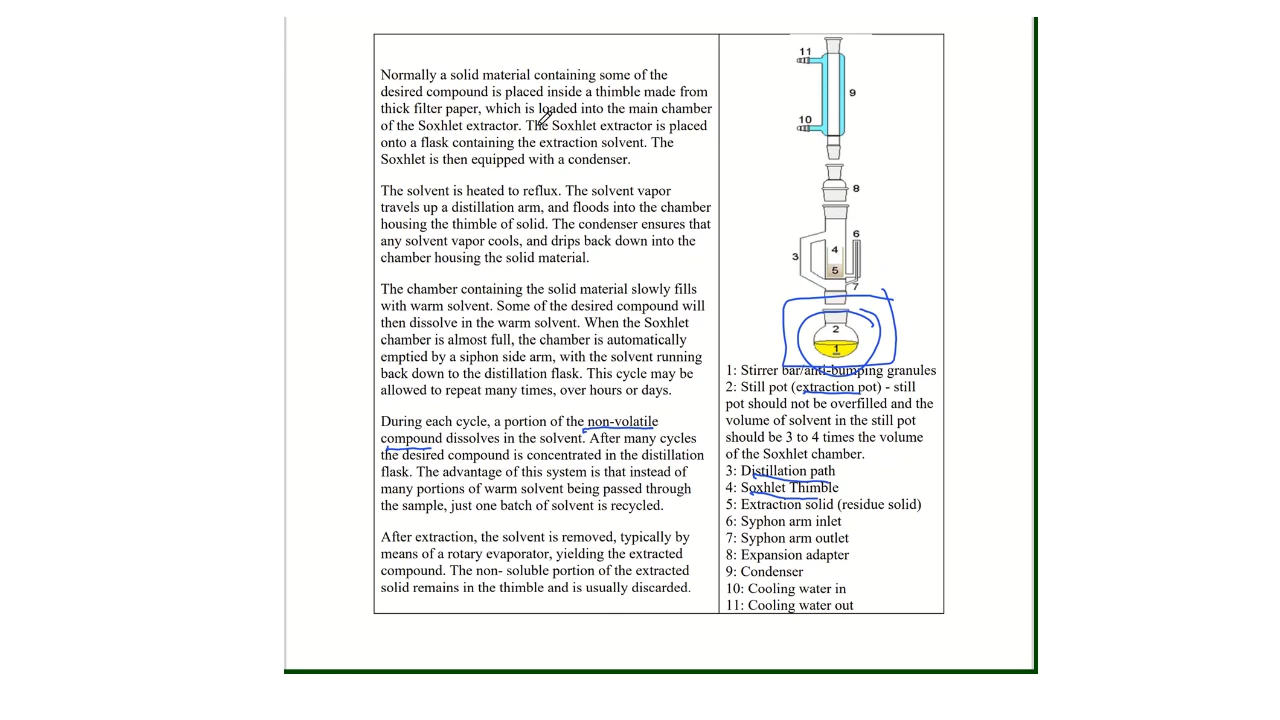 Normally a solid material containing some of the
desired compound is placed inside a thimble made from
thick filter paper, which is loaded into the main chamber
of the Soxhlet extractor. The Soxhlet extractor is placed
onto a flask containing the extraction solvent. The
Soxhlet is then equipped with a condenser.
The solvent is heated to reflux. The solvent vapor
travels up a distillation arm, and floods into the chamber
housing the thimble of solid. The condenser ensures that
any solvent vapor cools, and drips back down into the
chamber housing the solid material.
The chamber containing the solid material slowly fills
with warm solvent. Some of the desired compound will
then dissolve in the warm solvent. When the Soxhlet
chamber is almost full, the chamber is automatically
emptied by a siphon side arm, with the solvent running
back down to the distillation flask. This cycle may be
allowed to repeat many times, over hours or days.
During each cycle, a portion of the non-volatile
compound dissolves in the solvent. After many cycles
the desired compound is concentrated in the distillation
flask. The advantage of this system is that instead of
many portions of warm solvent being passed through
the sample, just one batch of solvent is recycled.
After extraction, the solvent is removed, typically by
means of a rotary evaporator, yielding the extracted
compound. The non- soluble portion of the extracted
solid remains in the thimble and is usually discarded.
11
9
10
8
6
4
3
5
7
2
1
1: Stirrer bar/anti-bumping granules
2: Still pot (extraction pot) - still
pot should not be overfilled and the
volume of solvent in the still pot
should be 3 to 4 times the volume
of the Soxhlet chamber.
3: Distillation path
4: Soxhlet Thimble
5: Extraction solid (residue solid)
6: Syphon arm inlet
7: Syphon arm outlet
8: Expansion adapter
9: Condenser
10: Cooling water in
11: Cooling water out